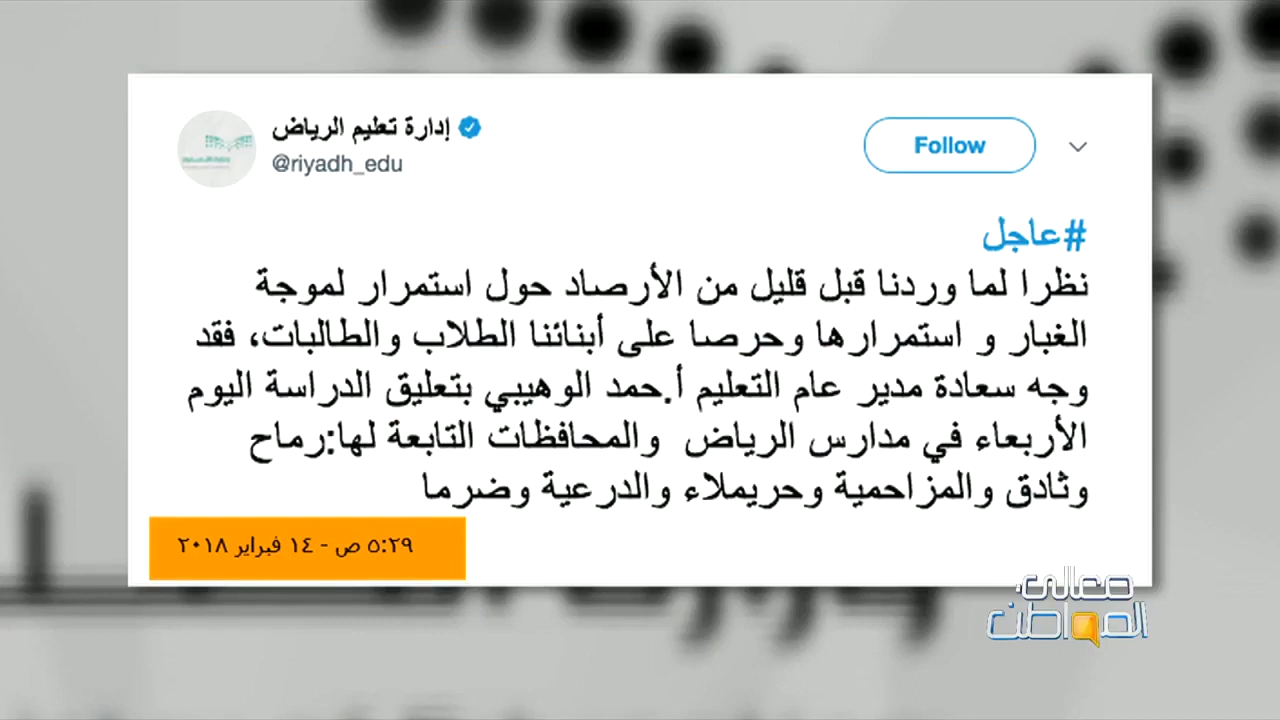 إدارة تعليم الرياض
@riyadh_edu
Follow
#عاجل
نظرا لما وردنا قبل قليل من الأرصاد حول استمرار لموجة
الغبار و استمرارها وحرصا على أبنائنا الطلاب والطالبات، فقد
وجه سعادة مدير عام التعليم أ.حمد الوهيبي بتعليق الدراسة اليوم
الأربعاء في مدارس الرياض والمحافظات التابعة لها:رماح
وثادق والمزاحمية وحريملاء والدرعية وضرما
٥:٢٩ ص - ١٤ فبراير ٢٠١٨
معالي
المواطن